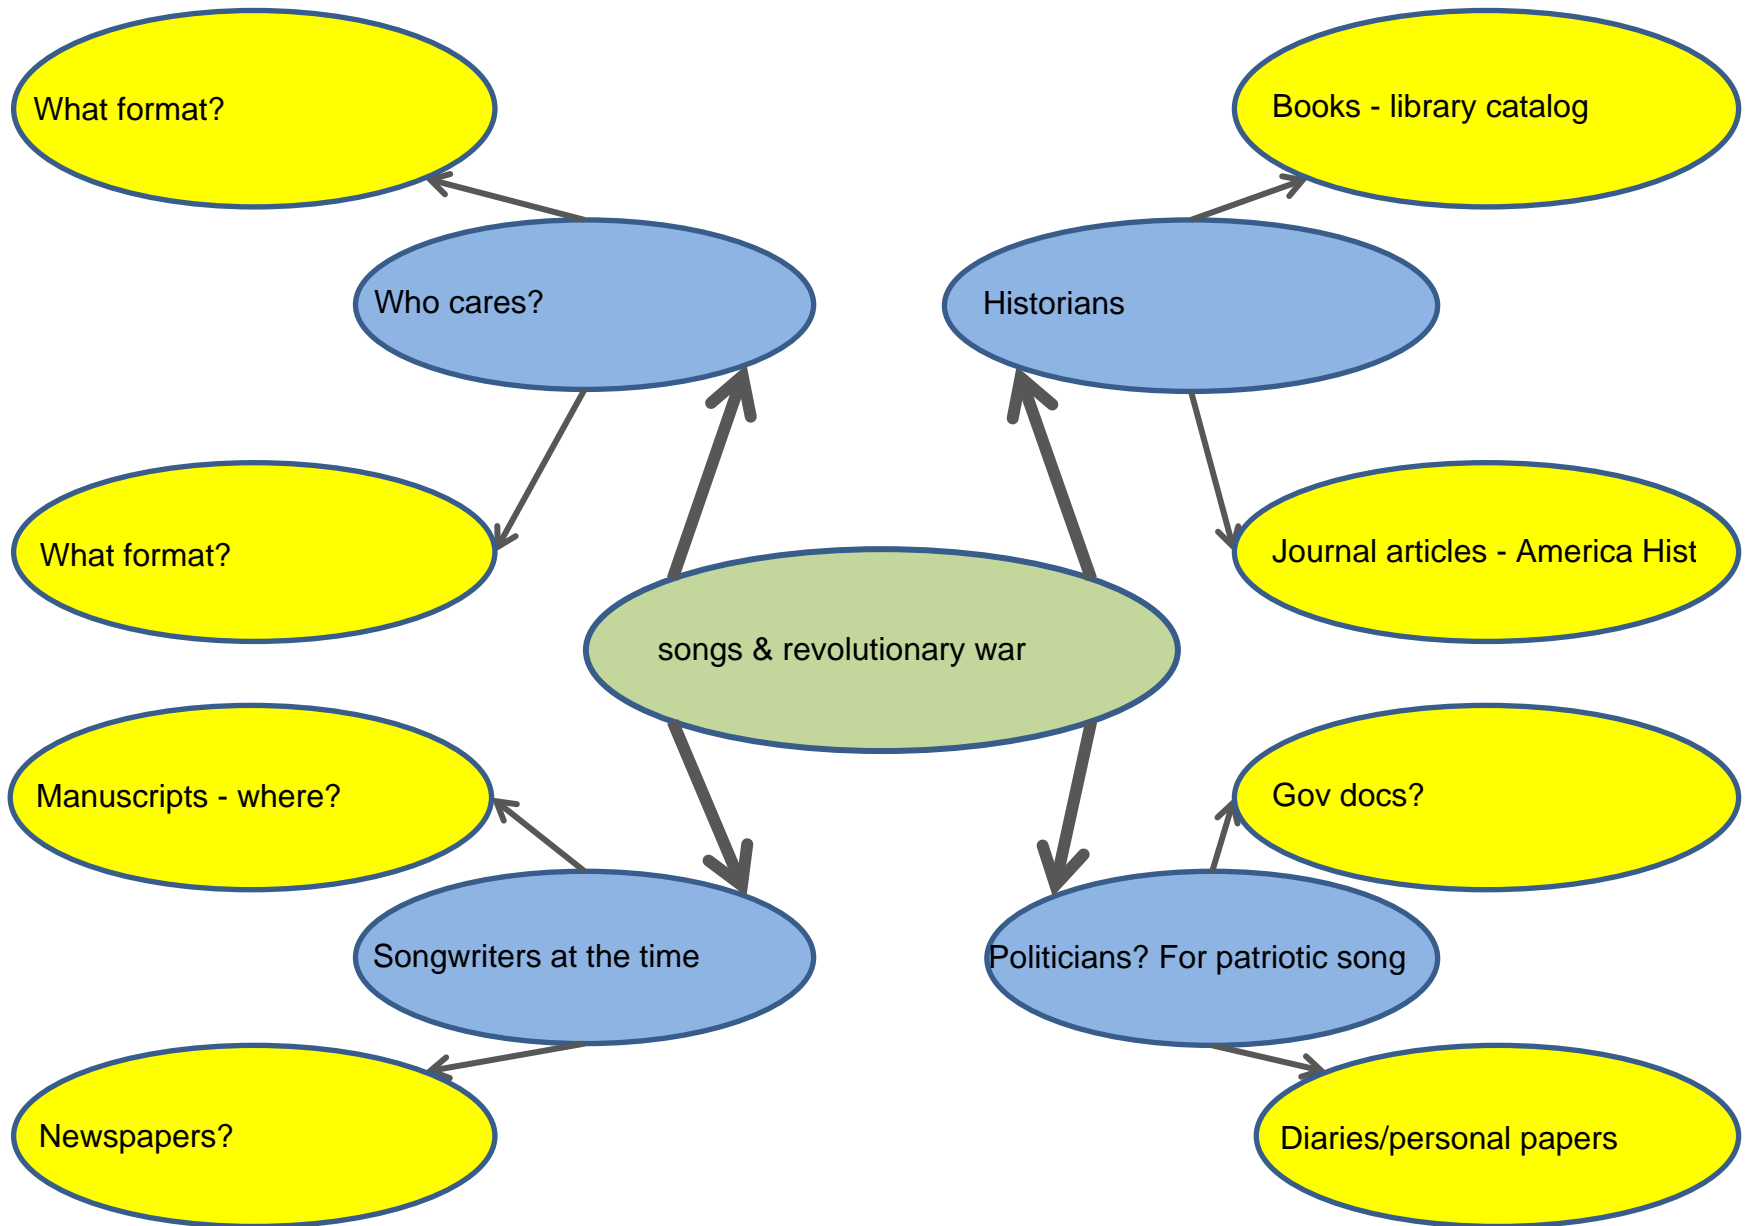 What format?
Books - library catalog
Who cares?
Historians
What format?
Journal articles - America Hist
songs & revolutionary war
Manuscripts - where?
Gov docs?
Songwriters at the time
Politicians? For patriotic song
Newspapers?
Diaries/personal papers